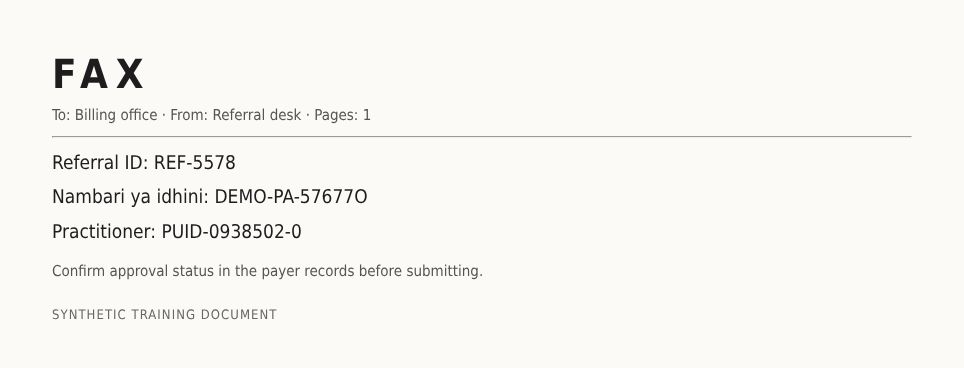 FAX
To: Billing office · From: Referral desk · Pages: 1
Referral ID: REF-5578
Nambari ya idhini: DEMO-PA-57677O
Practitioner: PUID-0938502-0
Confirm approval status in the payer records before submitting.
SYNTHETIC TRAINING DOCUMENT